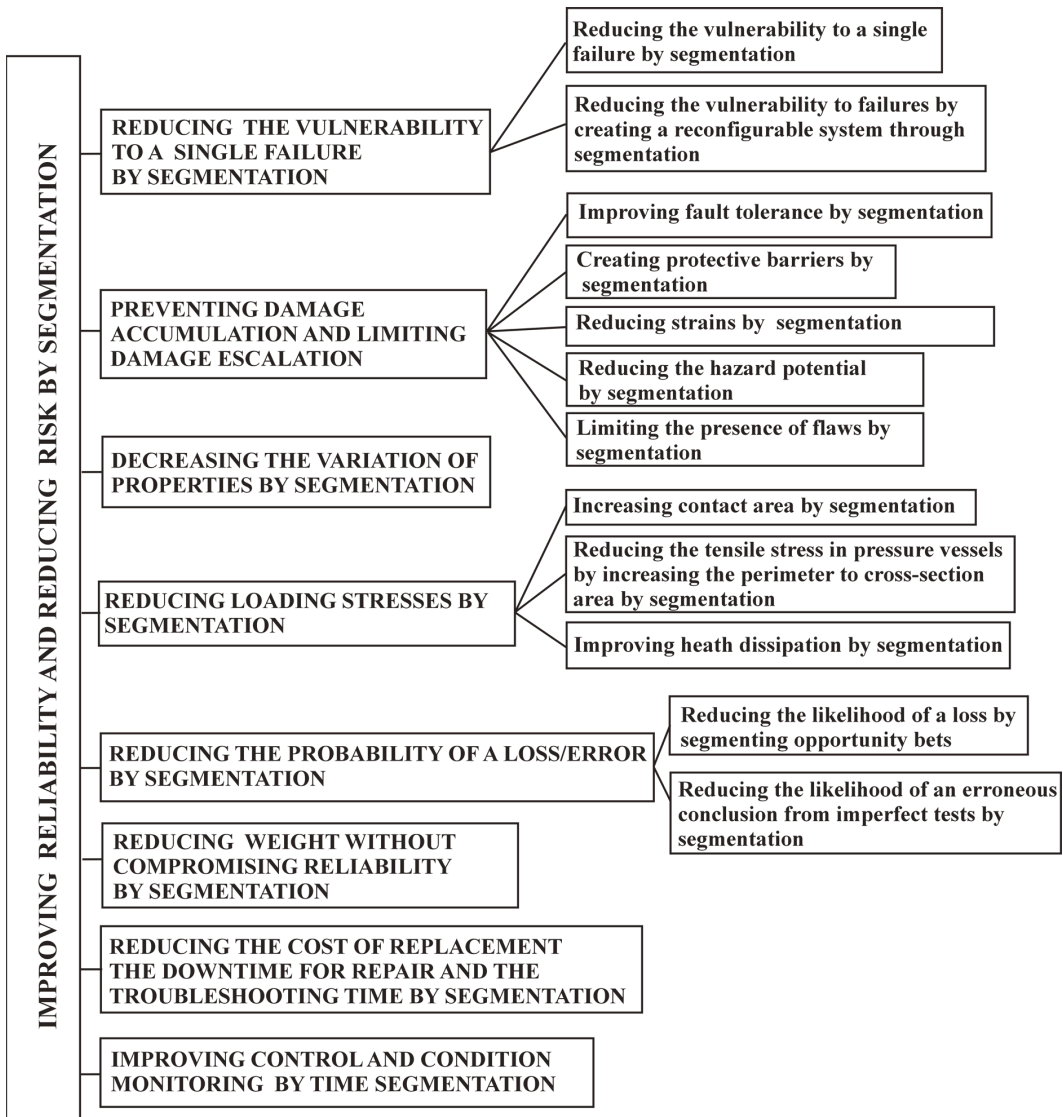 IMPROVING RELIABILITY AND REDUCING RISK BY SEGMENTATION
REDUCING THE VULNERABILITY
TO A SINGLE FAILURE
BY SEGMENTATION
Reducing the vulnerability to a single
failure by segmentation
Reducing the vulnerability to failures by
creating a reconfigurable system through
segmentation
PREVENTING DAMAGE
ACCUMULATION AND LIMITING
DAMAGE ESCALATION
Improving fault tolerance by segmentation
Creating protective barriers by
segmentation
Reducing strains by segmentation
Reducing the hazard potential
by segmentation
Limiting the presence of flaws by
segmentation
DECREASING THE VARIATION OF
PROPERTIES BY SEGMENTATION
REDUCING LOADING STRESSES BY
SEGMENTATION
Increasing contact area by segmentation
Reducing the tensile stress in pressure vessels
by increasing the perimeter to cross-section
area by segmentation
Improving heath dissipation by segmentation
REDUCING THE PROBABILITY OF A LOSS/ERROR
BY SEGMENTATION
Reducing the likelihood of a loss by
segmenting opportunity bets
Reducing the likelihood of an erroneous
conclusion from imperfect tests by
segmentation
REDUCING WEIGHT WITHOUT
COMPROMISING RELIABILITY
BY SEGMENTATION
REDUCING THE COST OF REPLACEMENT
THE DOWNTIME FOR REPAIR AND THE
TROUBLESHOOTING TIME BY SEGMENTATION
IMPROVING CONTROL AND CONDITION
MONITORING BY TIME SEGMENTATION